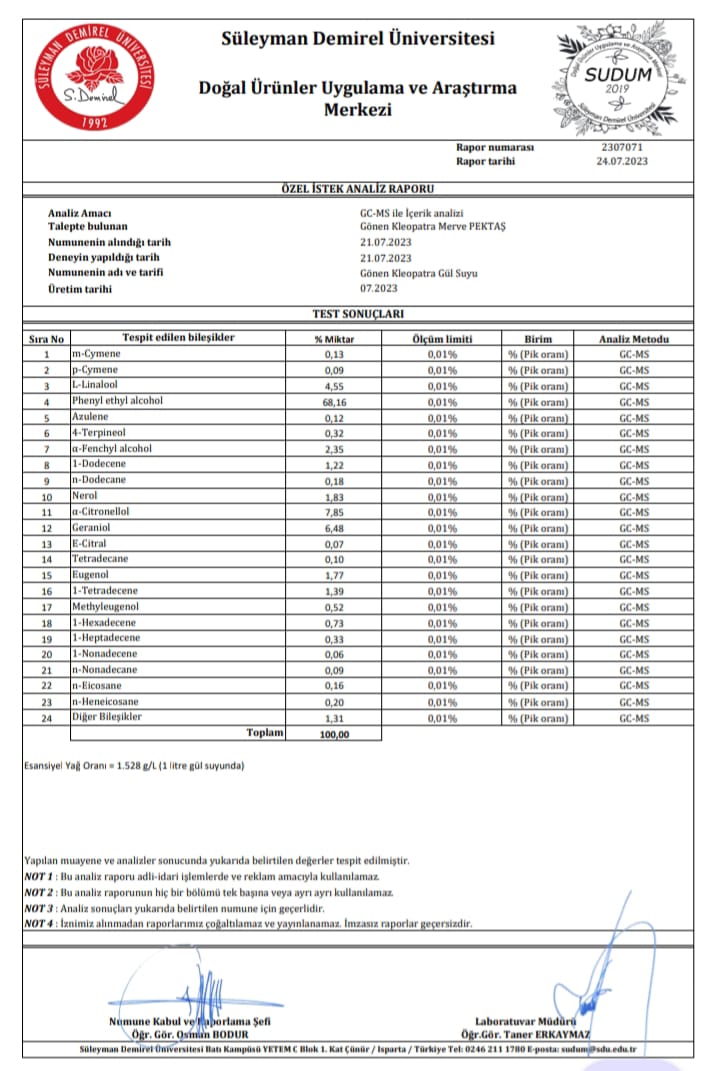 SÜLEYMAN DEMİREL ÜNİVERSİTESİ
S. Demirel
1992
Süleyman Demirel Üniversitesi
Doğal Ürünler Uygulama ve Araştırma
Merkezi
Doğal Ürünler Uygulama ve Araştırma Merkezi
SUDUM
2019
Süleyman Demirel Üniversitesi
Rapor numarası 2307071
Rapor tarihi 24.07.2023
ÖZEL İSTEK ANALİZ RAPORU
Analiz Amacı GC-MS ile İçerik analizi
Talepte bulunan Gönen Kleopatra Merve PEKTAŞ
Numunenin alındığı tarih 21.07.2023
Deneyin yapıldığı tarih 21.07.2023
Numunenin adı ve tarifi Gönen Kleopatra Gül Suyu
Üretim tarihi 07.2023
TEST SONUÇLARI
Sıra No Tespit edilen bileşikler % Miktar Ölçüm limiti Birim Analiz Metodu
1 m-Cymene 0,13 0,01% % (Pik oranı) GC-MS
2 p-Cymene 0,09 0,01% % (Pik oranı) GC-MS
3 L-Linalool 4,55 0,01% % (Pik oranı) GC-MS
4 Phenyl ethyl alcohol 68,16 0,01% % (Pik oranı) GC-MS
5 Azulene 0,12 0,01% % (Pik oranı) GC-MS
6 4-Terpineol 0,32 0,01% % (Pik oranı) GC-MS
7 α-Fenchyl alcohol 2,35 0,01% % (Pik oranı) GC-MS
8 1-Dodecene 1,22 0,01% % (Pik oranı) GC-MS
9 n-Dodecane 0,18 0,01% % (Pik oranı) GC-MS
10 Nerol 1,83 0,01% % (Pik oranı) GC-MS
11 α-Citronellol 7,85 0,01% % (Pik oranı) GC-MS
12 Geraniol 6,48 0,01% % (Pik oranı) GC-MS
13 E-Citral 0,07 0,01% % (Pik oranı) GC-MS
14 Tetradecane 0,10 0,01% % (Pik oranı) GC-MS
15 Eugenol 1,77 0,01% % (Pik oranı) GC-MS
16 1-Tetradecene 1,39 0,01% % (Pik oranı) GC-MS
17 Methyleugenol 0,52 0,01% % (Pik oranı) GC-MS
18 1-Hexadecene 0,73 0,01% % (Pik oranı) GC-MS
19 1-Heptadecene 0,33 0,01% % (Pik oranı) GC-MS
20 1-Nonadecene 0,06 0,01% % (Pik oranı) GC-MS
21 n-Nonadecane 0,09 0,01% % (Pik oranı) GC-MS
22 n-Eicosane 0,16 0,01% % (Pik oranı) GC-MS
23 n-Heneicosane 0,20 0,01% % (Pik oranı) GC-MS
24 Diğer Bileşikler 1,31 0,01% % (Pik oranı) GC-MS
Toplam 100,00
Esansiyel Yağ Oranı = 1.528 g/L (1 litre gül suyunda)
Yapılan muayene ve analizler sonucunda yukarıda belirtilen değerler tespit edilmiştir.
NOT 1 : Bu analiz raporu adli-idari işlemlerde ve reklam amacıyla kullanılamaz.
NOT 2 : Bu analiz raporunun hiç bir bölümü tek başına veya ayrı ayrı kullanılamaz.
NOT 3 : Analiz sonuçları yukarıda belirtilen numune için geçerlidir.
NOT 4 : İznimiz alınmadan raporlarımız çoğaltılamaz ve yayınlanamaz. İmzasız raporlar geçersizdir.
Numune Kabul ve Raporlama Şefi Laboratuvar Müdürü
Öğr. Gör. Osman BODUR Öğr.Gör. Taner ERKAYMAZ
Süleyman Demirel Üniversitesi Batı Kampüsü YETEM C Blok 1. Kat Çünür / Isparta / Türkiye Tel: 0246 211 1780 E-posta: sudum@sdu.edu.tr